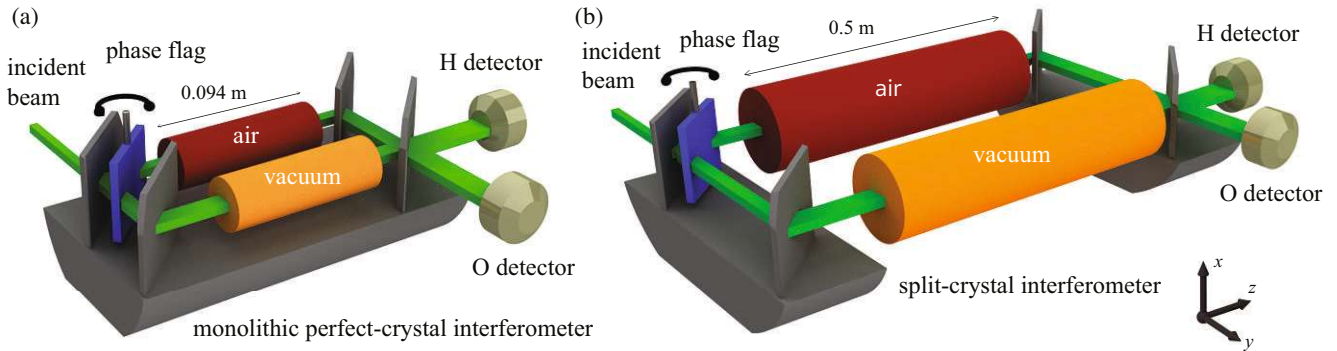 (a)
phase flag
incident
beam
0.094 m
air
vacuum
H detector
O detector
monolithic perfect-crystal interferometer
(b)
phase flag
incident
beam
0.5 m
air
vacuum
H detector
O detector
split-crystal interferometer
x
z
y